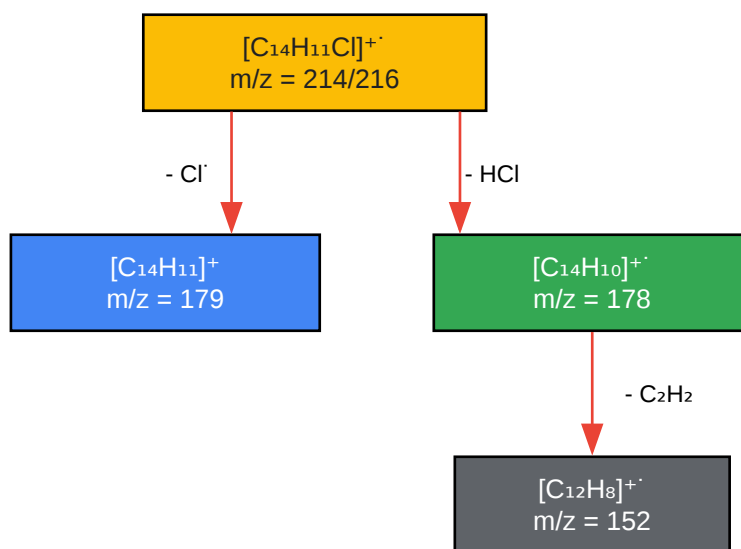 [C₁₄H₁₁Cl]⁺˙
m/z = 214/216
- Cl˙
- HCl
[C₁₄H₁₁]⁺
m/z = 179
[C₁₄H₁₀]⁺˙
m/z = 178
- C₂H₂
[C₁₂H₈]⁺˙
m/z = 152